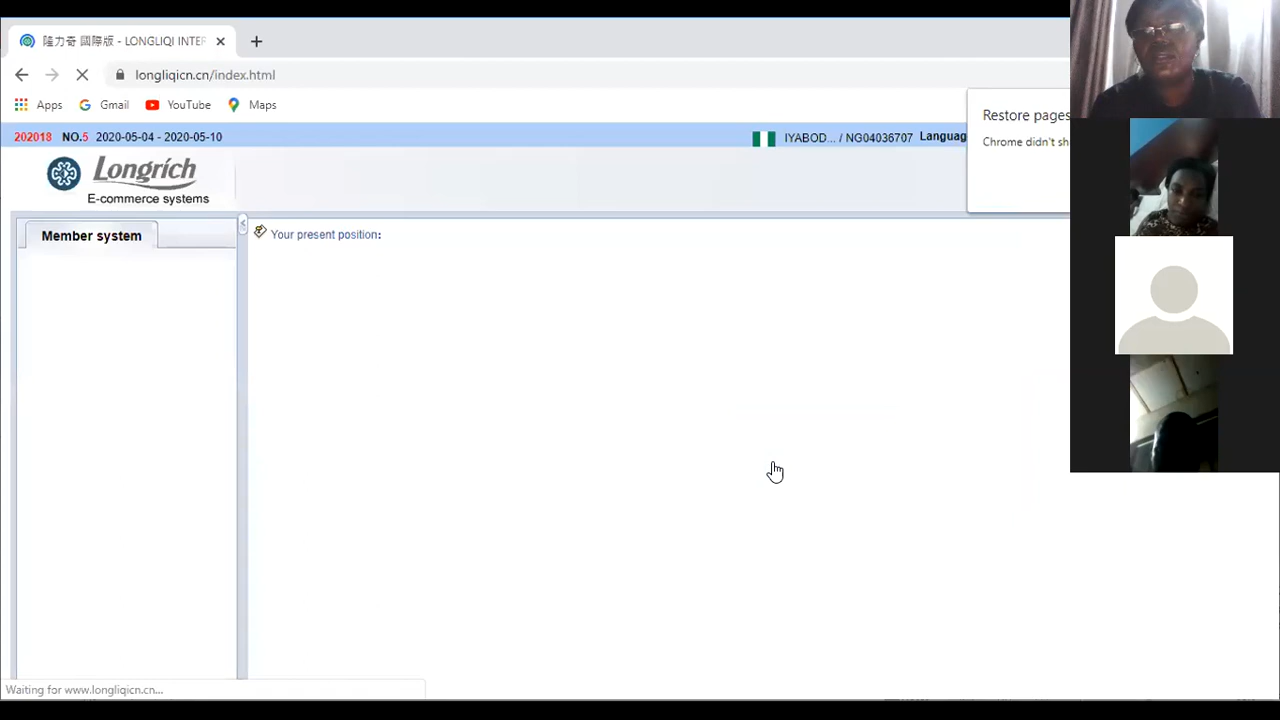 隆力奇 國際版 - LONGLIQI INTER
longliqicn.cn/index.html
Apps Gmail YouTube Maps
Restore pages
Chrome didn't sh
202018 NO.5 2020-05-04 - 2020-05-10 IYABOD... / NG04036707 Languag
Longrích
E-commerce systems
Member system
Your present position:
Waiting for www.longliqicn.cn...